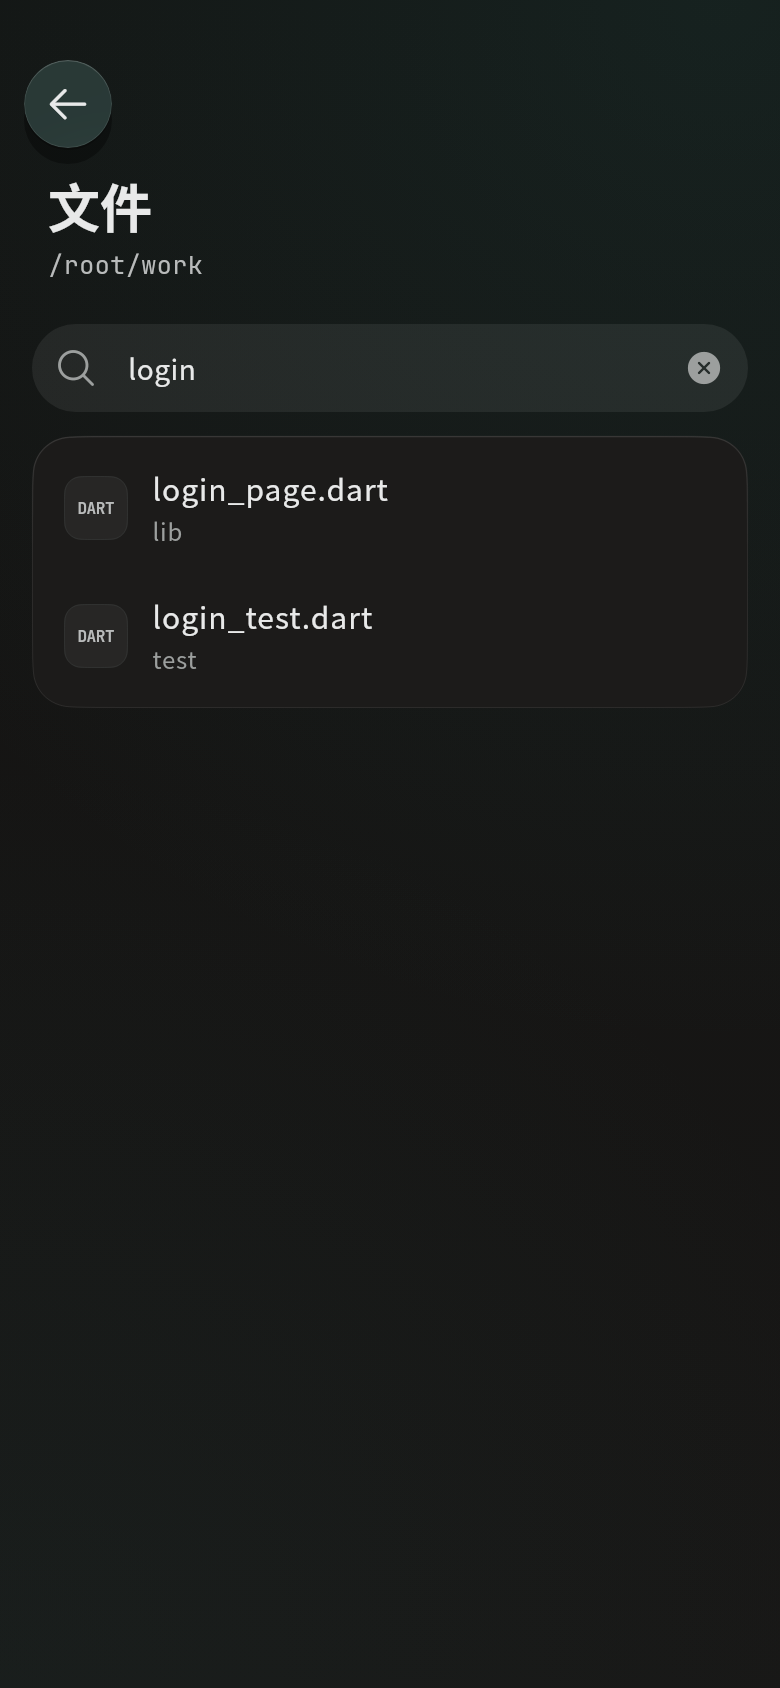 文件
/root/work
login
DART
login_page.dart
lib
DART
login_test.dart
test